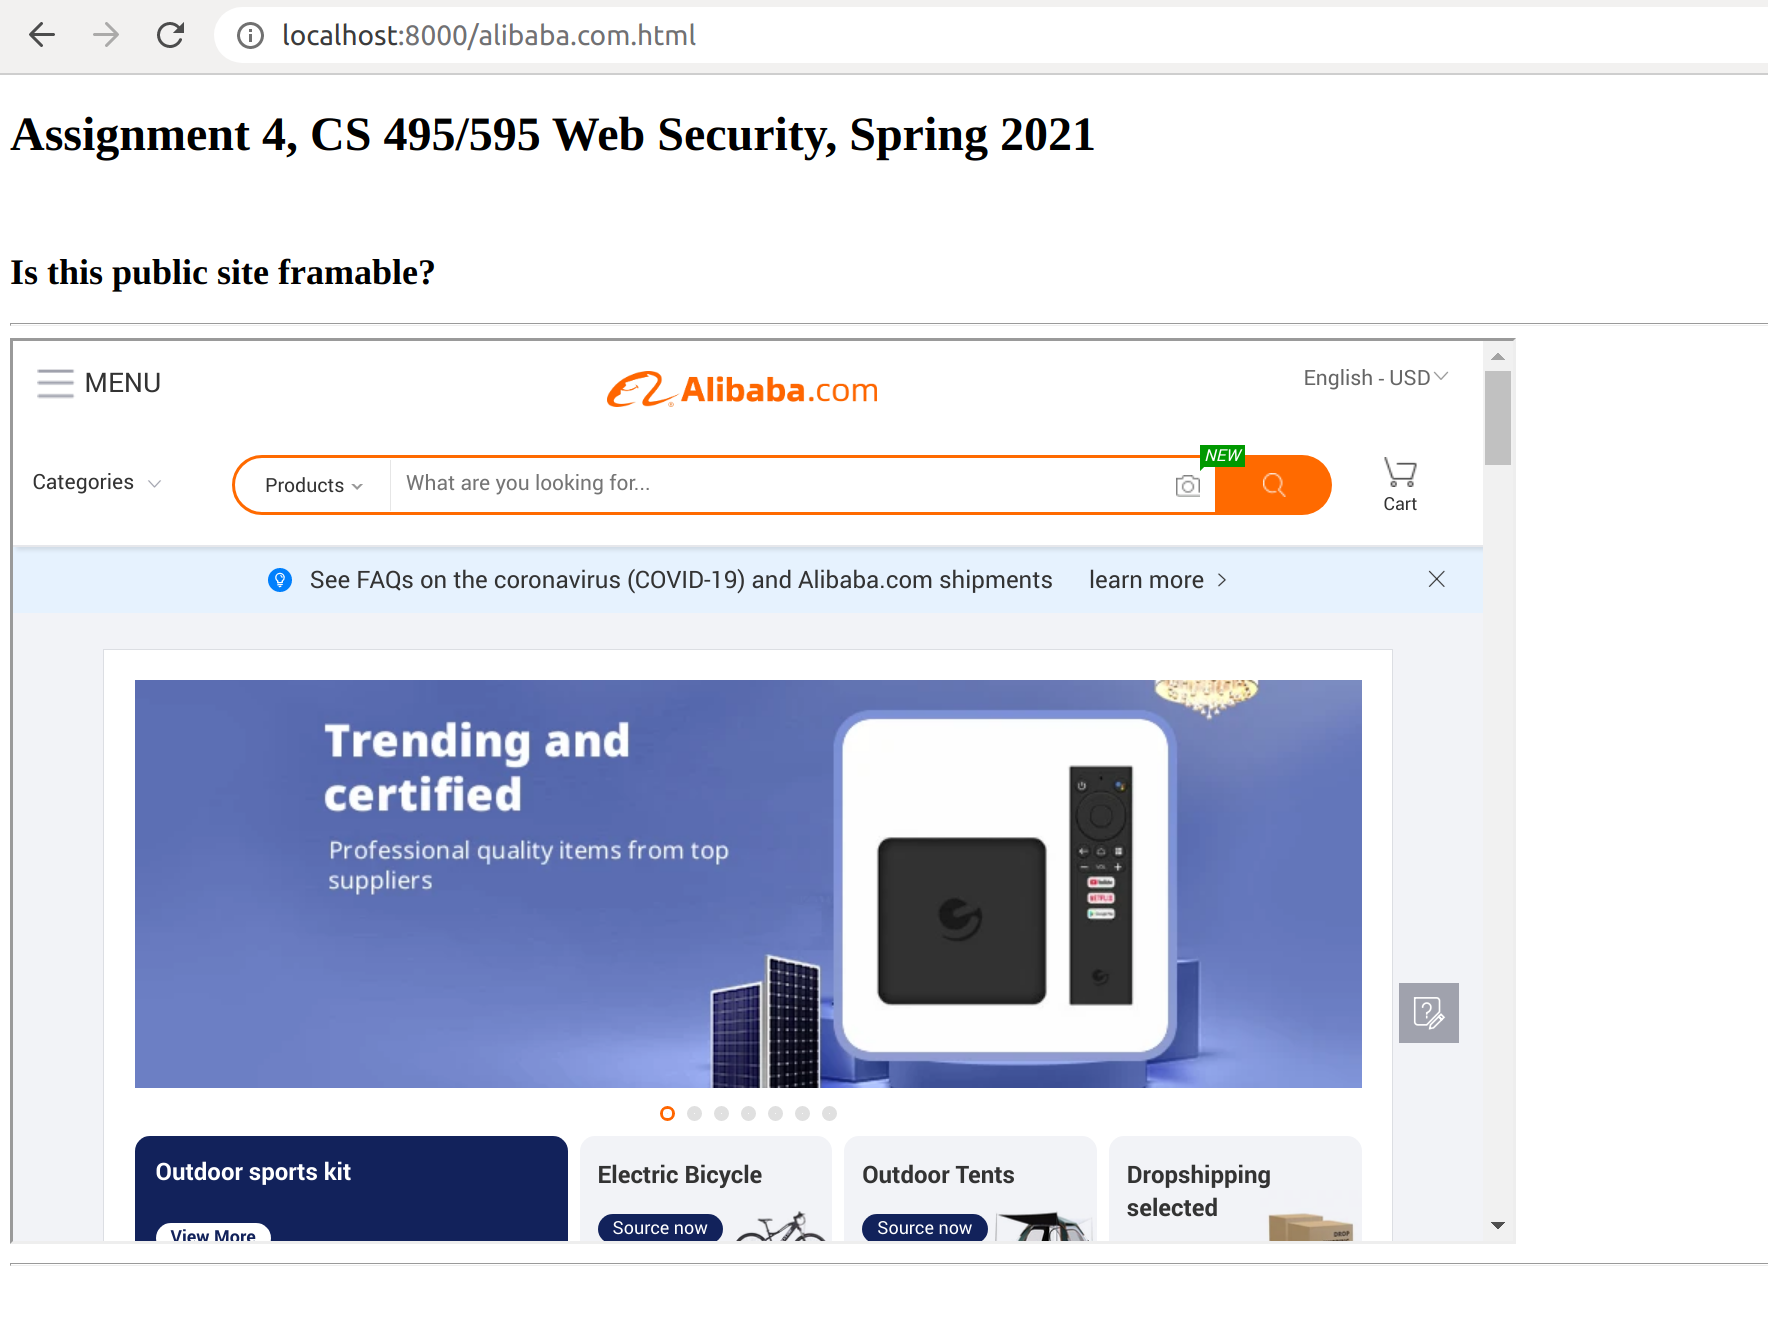 localhost:8000/alibaba.com.html
Assignment 4, CS 495/595 Web Security, Spring 2021
Is this public site framable?
MENU
Alibaba.com
English - USD
Categories
Products
What are you looking for...
NEW
Cart
See FAQs on the coronavirus (COVID-19) and Alibaba.com shipments learn more
Trending and
certified
Professional quality items from top
suppliers
YouTube
NETFLIX
Outdoor sports kit
View More
Electric Bicycle
Source now
Outdoor Tents
Source now
Dropshipping
selected
DROP